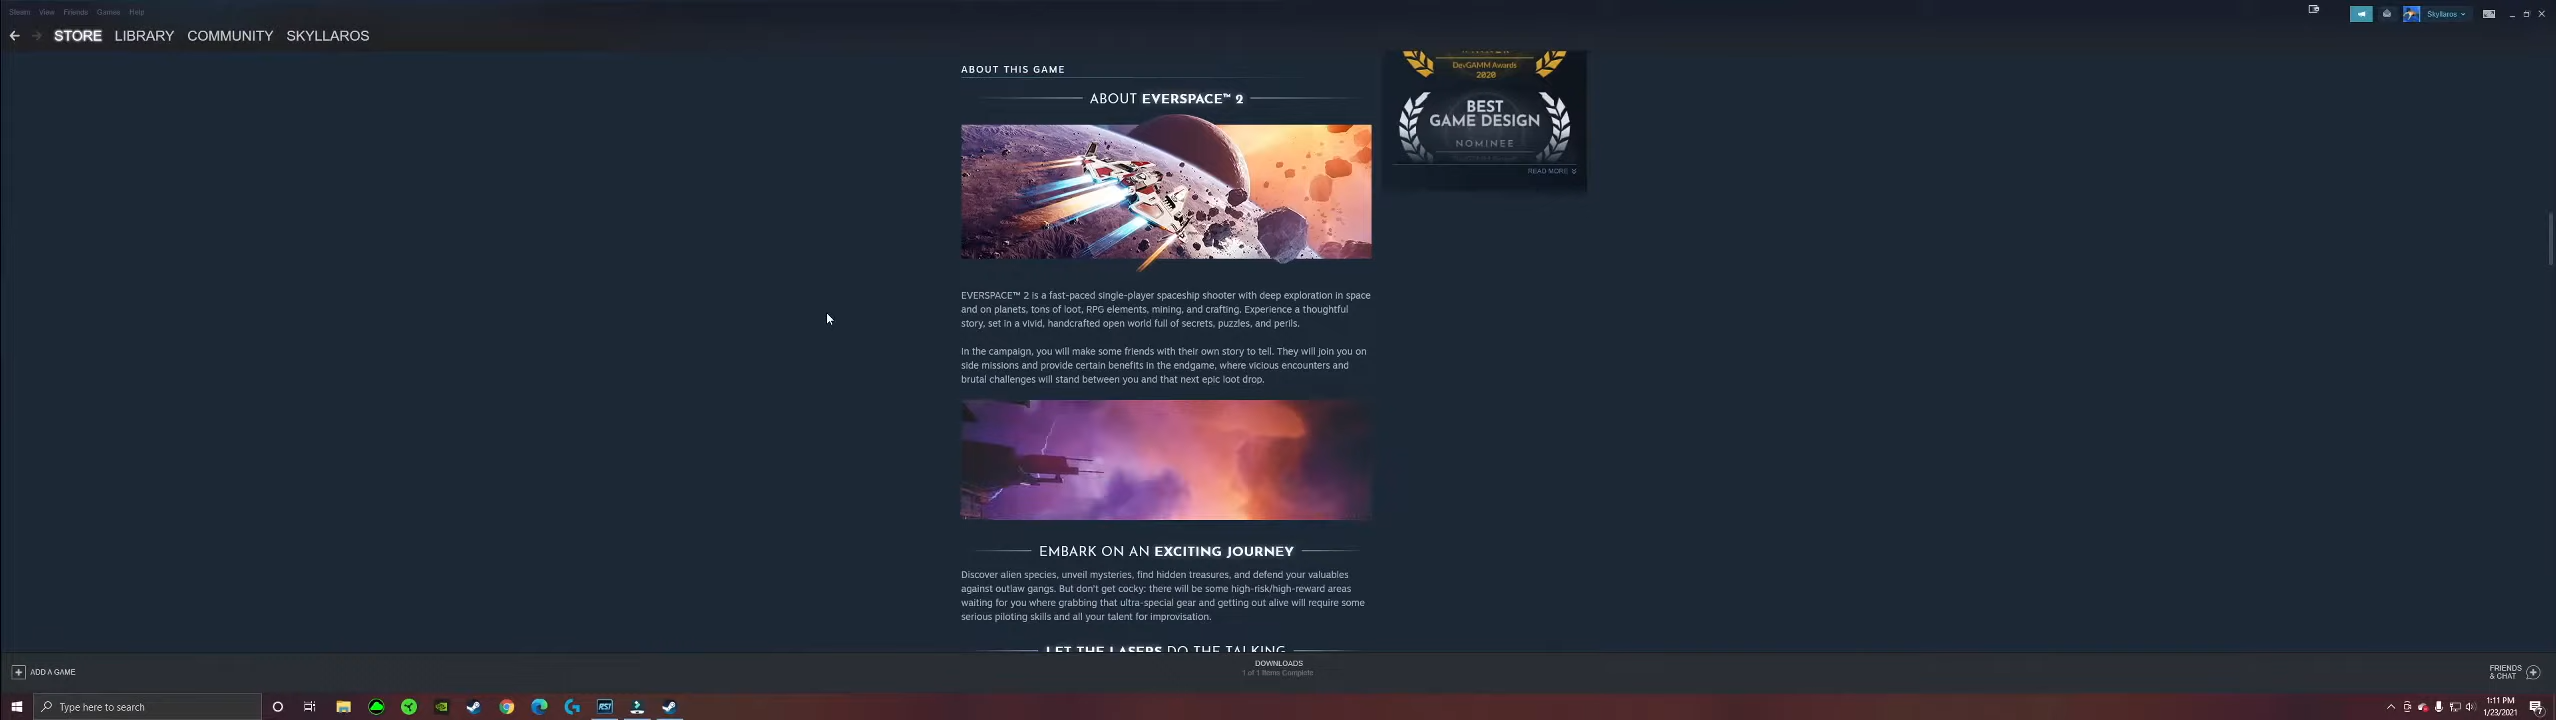 Steam View Friends Games Help
Skyllaros
STORE LIBRARY COMMUNITY SKYLLAROS
ABOUT THIS GAME
ABOUT EVERSPACE™ 2
DevGAMM Awards
2020
BEST
GAME DESIGN
NOMINEE
READ MORE
EVERSPACE™ 2 is a fast-paced single-player spaceship shooter with deep exploration in space
and on planets, tons of loot, RPG elements, mining, and crafting. Experience a thoughtful
story, set in a vivid, handcrafted open world full of secrets, puzzles, and perils.
In the campaign, you will make some friends with their own story to tell. They will join you on
side missions and provide certain benefits in the endgame, where vicious encounters and
brutal challenges will stand between you and that next epic loot drop.
EMBARK ON AN EXCITING JOURNEY
Discover alien species, unveil mysteries, find hidden treasures, and defend your valuables
against outlaw gangs. But don't get cocky: there will be some high-risk/high-reward areas
waiting for you where grabbing that ultra-special gear and getting out alive will require some
serious piloting skills and all your talent for improvisation.
LET THE LASERS DO THE TALKING
ADD A GAME
DOWNLOADS
1 of 1 Items Complete
FRIENDS
& CHAT
Type here to search
RSI
1:11 PM
1/23/2021